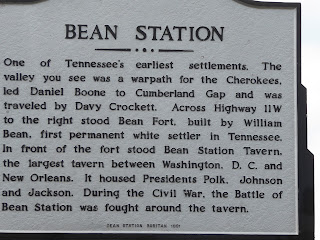 BEAN STATION
One of Tennessee's earliest settlements. The
valley you see was a warpath for the Cherokees,
led Daniel Boone to Cumberland Gap and was
traveled by Davy Crockett. Across Highway 11W
to the right stood Bean Fort, built by William
Bean, first permanent white settler in Tennessee.
In front of the fort stood Bean Station Tavern,
the largest tavern between Washington, D. C. and
New Orleans. It housed Presidents Polk, Johnson
and Jackson. During the Civil War, the Battle of
Bean Station was fought around the tavern.
BEAN STATION RURITAN